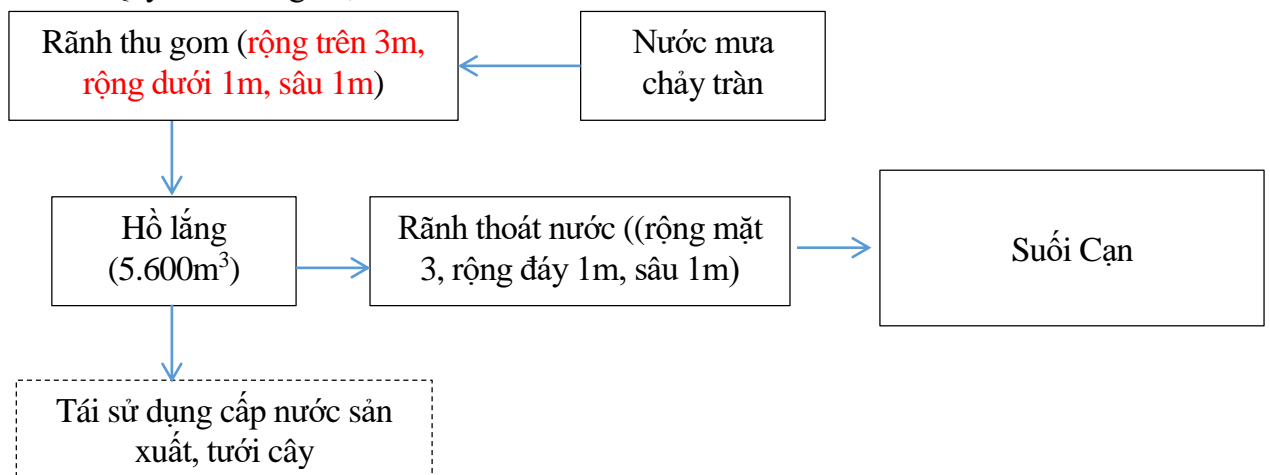 Rãnh thu gom (rộng trên 3m,
rộng dưới 1m, sâu 1m)
Nước mưa
chảy tràn
Hồ lắng
(5.600m³)
Rãnh thoát nước ((rộng mặt
3, rộng đáy 1m, sâu 1m)
Suối Cạn
Tái sử dụng cấp nước sản
xuất, tưới cây